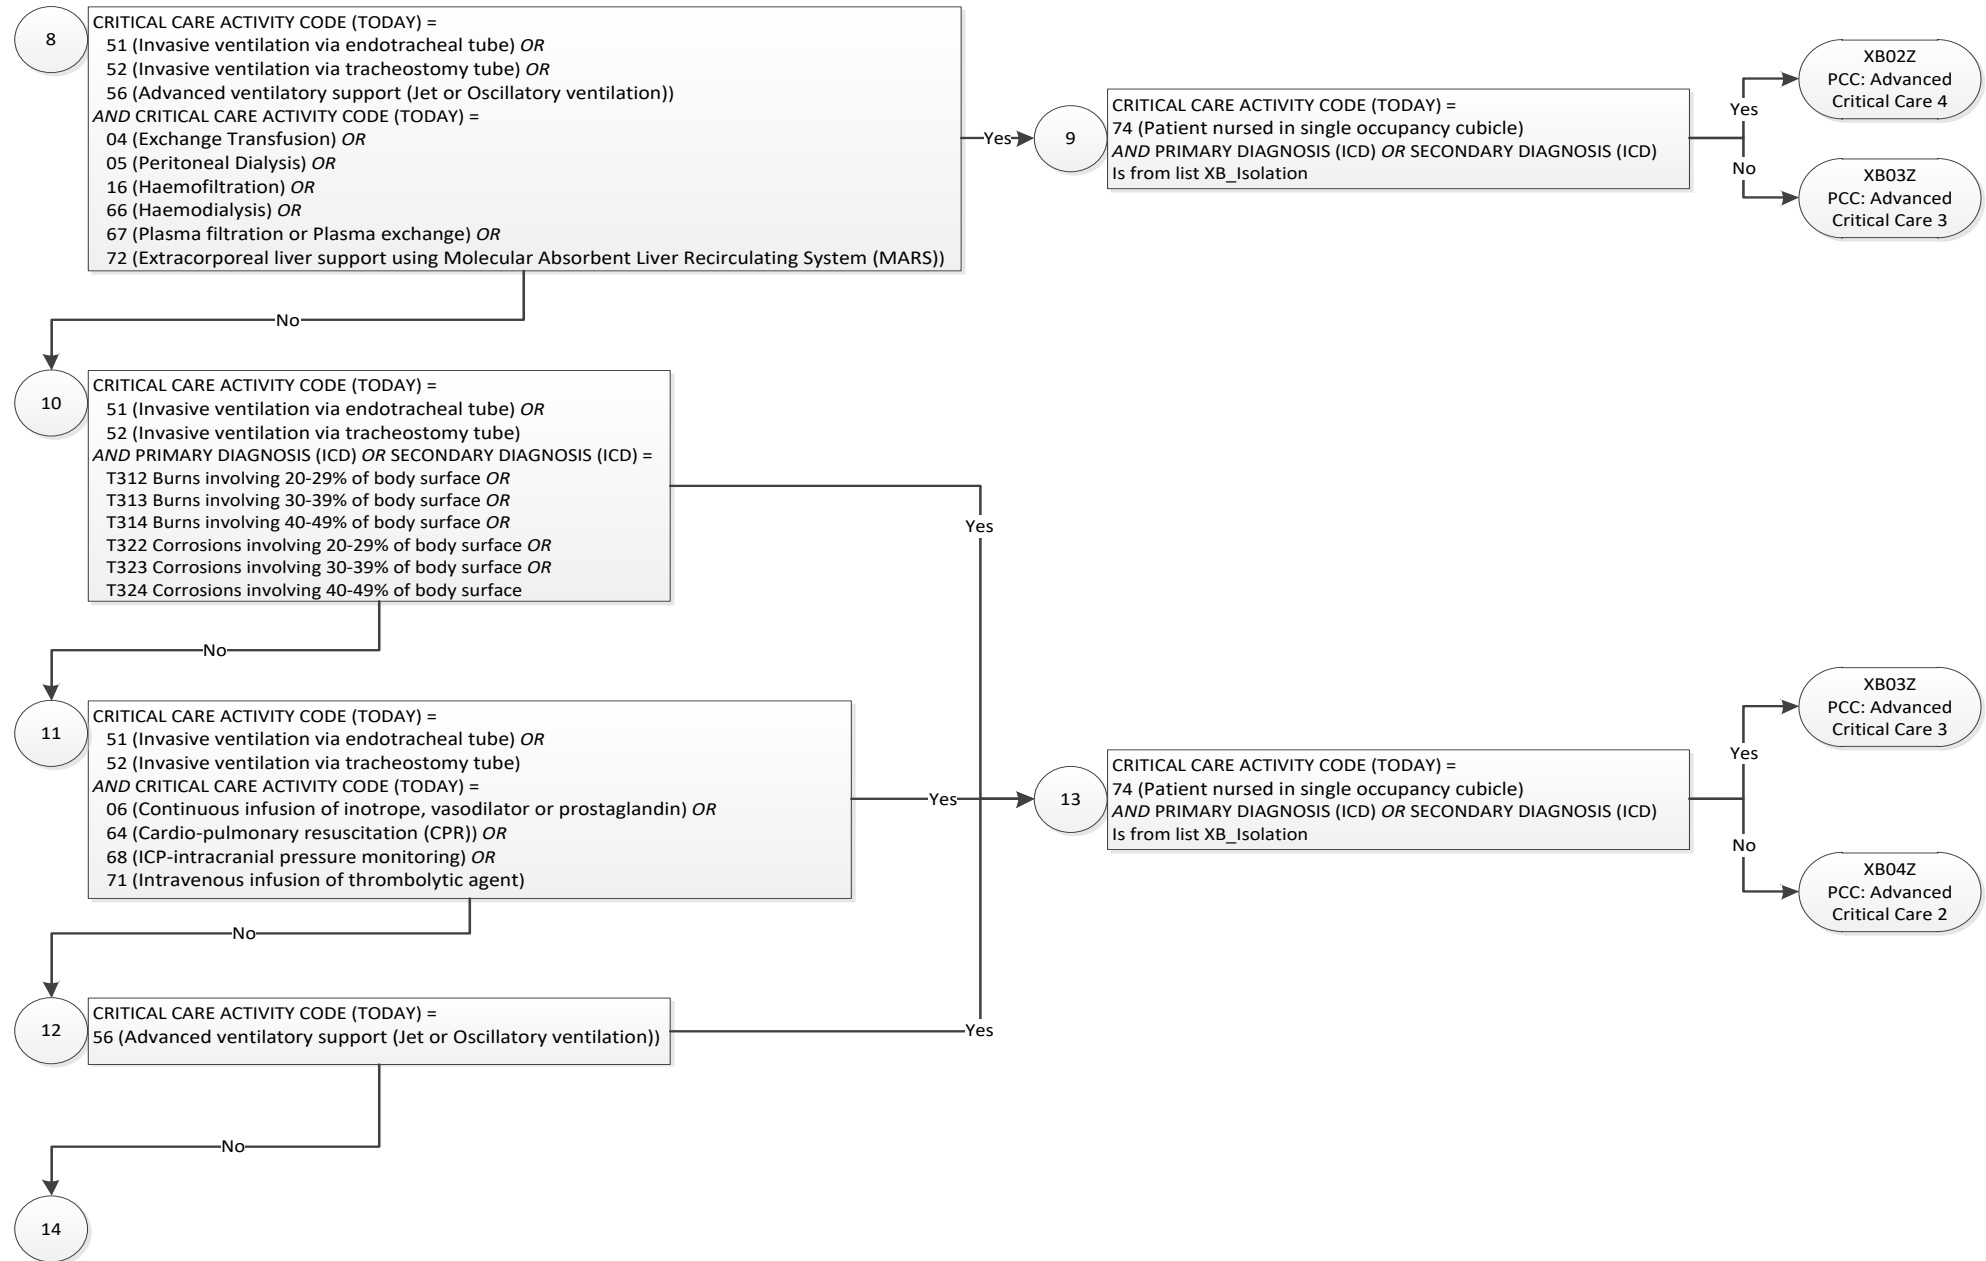 8
CRITICAL CARE ACTIVITY CODE (TODAY) =
51 (Invasive ventilation via endotracheal tube) OR
52 (Invasive ventilation via tracheostomy tube) OR
56 (Advanced ventilatory support (Jet or Oscillatory ventilation))
AND CRITICAL CARE ACTIVITY CODE (TODAY) =
04 (Exchange Transfusion) OR
05 (Peritoneal Dialysis) OR
16 (Haemofiltration) OR
66 (Haemodialysis) OR
67 (Plasma filtration or Plasma exchange) OR
72 (Extracorporeal liver support using Molecular Absorbent Liver Recirculating System (MARS))
Yes
9
CRITICAL CARE ACTIVITY CODE (TODAY) =
74 (Patient nursed in single occupancy cubicle)
AND PRIMARY DIAGNOSIS (ICD) OR SECONDARY DIAGNOSIS (ICD)
Is from list XB_Isolation
Yes
XB02Z
PCC: Advanced
Critical Care 4
No
XB03Z
PCC: Advanced
Critical Care 3
No
10
CRITICAL CARE ACTIVITY CODE (TODAY) =
51 (Invasive ventilation via endotracheal tube) OR
52 (Invasive ventilation via tracheostomy tube)
AND PRIMARY DIAGNOSIS (ICD) OR SECONDARY DIAGNOSIS (ICD) =
T312 Burns involving 20-29% of body surface OR
T313 Burns involving 30-39% of body surface OR
T314 Burns involving 40-49% of body surface OR
T322 Corrosions involving 20-29% of body surface OR
T323 Corrosions involving 30-39% of body surface OR
T324 Corrosions involving 40-49% of body surface
Yes
No
11
CRITICAL CARE ACTIVITY CODE (TODAY) =
51 (Invasive ventilation via endotracheal tube) OR
52 (Invasive ventilation via tracheostomy tube)
AND CRITICAL CARE ACTIVITY CODE (TODAY) =
06 (Continuous infusion of inotrope, vasodilator or prostaglandin) OR
64 (Cardio-pulmonary resuscitation (CPR)) OR
68 (ICP-intracranial pressure monitoring) OR
71 (Intravenous infusion of thrombolytic agent)
Yes
13
CRITICAL CARE ACTIVITY CODE (TODAY) =
74 (Patient nursed in single occupancy cubicle)
AND PRIMARY DIAGNOSIS (ICD) OR SECONDARY DIAGNOSIS (ICD)
Is from list XB_Isolation
Yes
XB03Z
PCC: Advanced
Critical Care 3
No
XB04Z
PCC: Advanced
Critical Care 2
No
12
CRITICAL CARE ACTIVITY CODE (TODAY) =
56 (Advanced ventilatory support (Jet or Oscillatory ventilation))
Yes
No
14